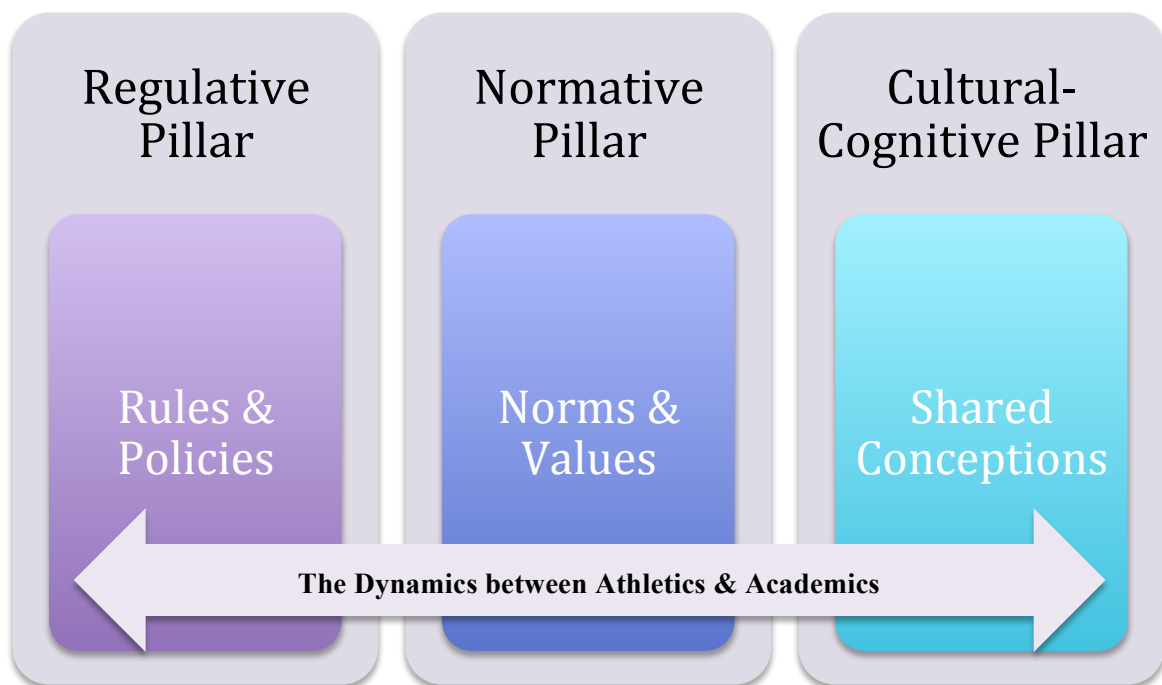 Regulative
Pillar
Normative
Pillar
Cultural-
Cognitive Pillar
Rules &
Policies
Norms &
Values
Shared
Conceptions
The Dynamics between Athletics & Academics